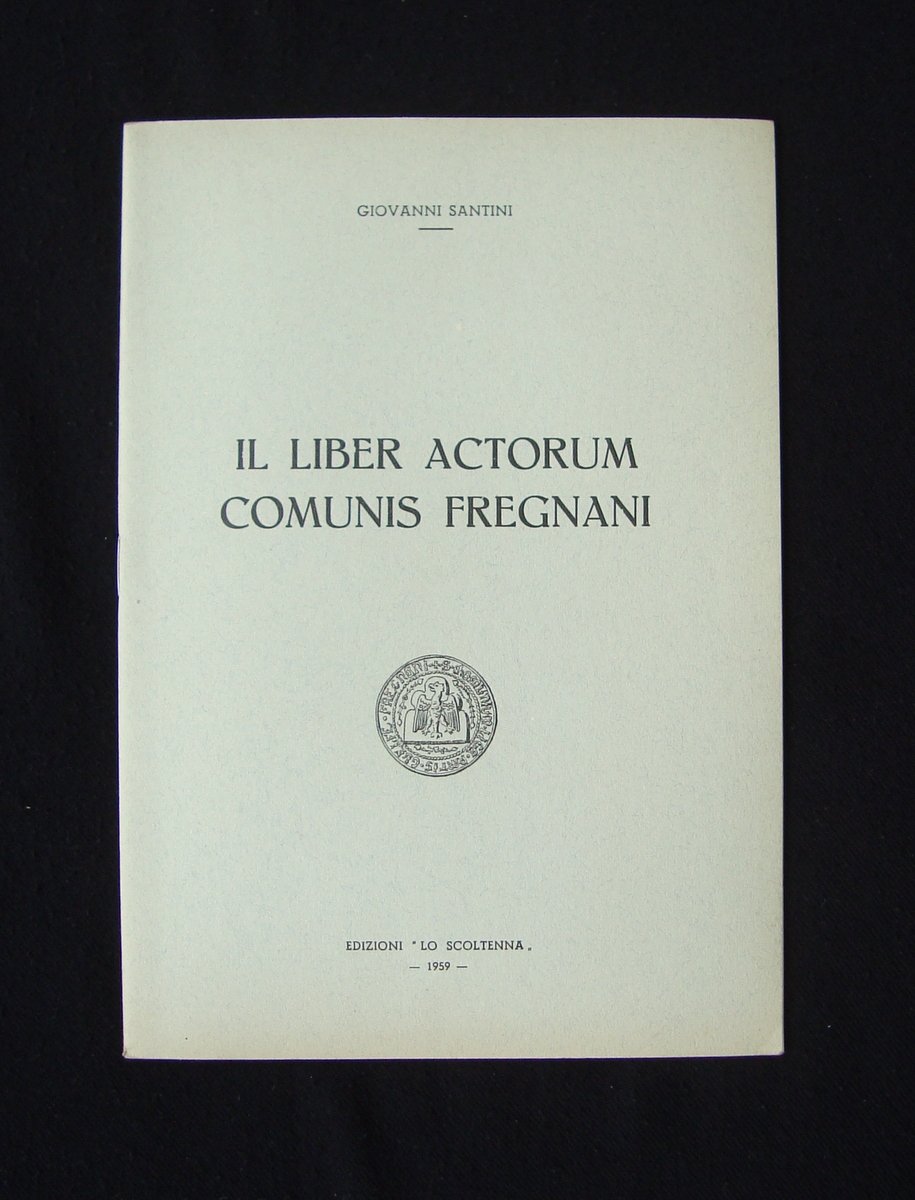 GIOVANNI SANTINI
IL LIBER ACTORUM
COMUNIS FREGNANI
EDIZIONI " LO SCOLTENNA „
— 1959 —